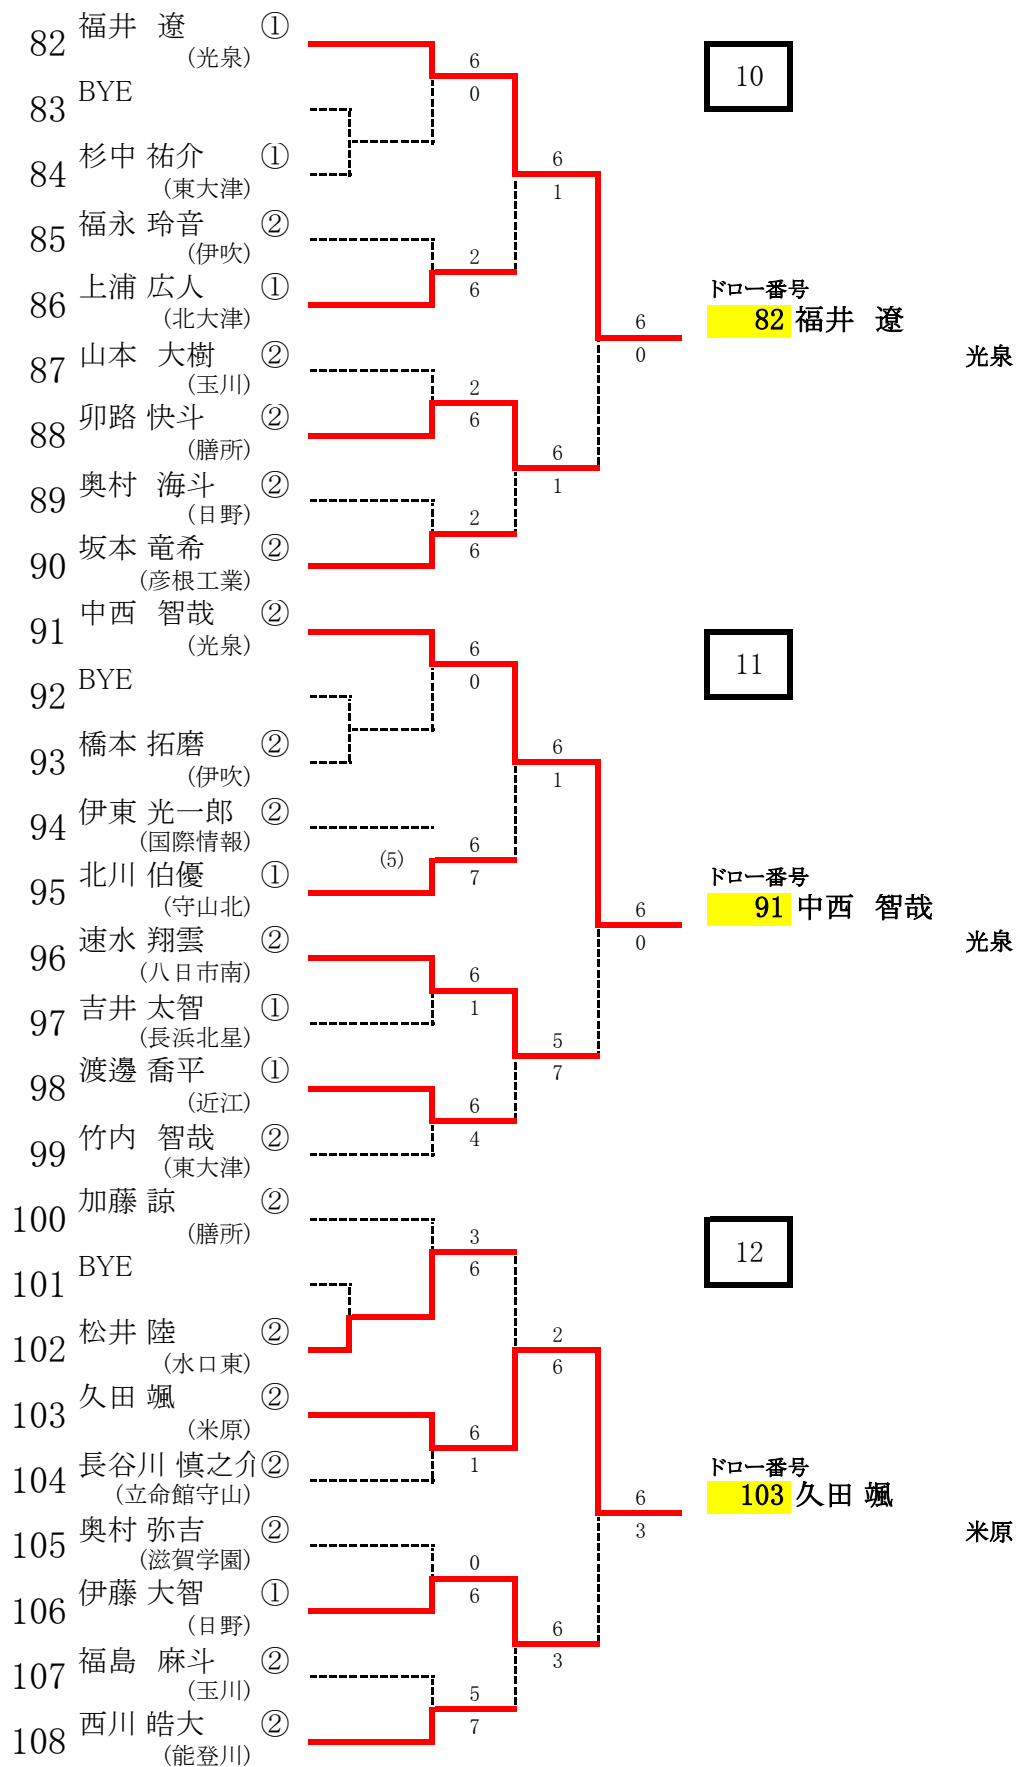 82 福井 遼 ①
(光泉)
83 BYE
84 杉中 祐介 ①
(東大津)
85 福永 玲音 ②
(伊吹)
86 上浦 広人 ①
(北大津)
87 山本 大樹 ②
(玉川)
88 卯路 快斗 ②
(膳所)
89 奥村 海斗 ②
(日野)
90 坂本 竜希 ②
(彦根工業)
6
0
2
6
2
6
2
6
6
1
6
1
6
0
10
ドロー番号
82 福井 遼
光泉
91 中西 智哉 ②
(光泉)
92 BYE
93 橋本 拓磨 ②
(伊吹)
94 伊東 光一郎 ②
(国際情報)
95 北川 伯優 ①
(守山北)
96 速水 翔雲 ②
(八日市南)
97 吉井 太智 ①
(長浜北星)
98 渡邊 喬平 ①
(近江)
99 竹内 智哉 ②
(東大津)
6
0
(5)
6
7
6
1
6
4
6
1
5
7
6
0
11
ドロー番号
91 中西 智哉
光泉
100 加藤 諒 ②
(膳所)
101 BYE
102 松井 陸 ②
(水口東)
103 久田 颯 ②
(米原)
104 長谷川 慎之介 ②
(立命館守山)
105 奥村 弥吉 ②
(滋賀学園)
106 伊藤 大智 ①
(日野)
107 福島 麻斗 ②
(玉川)
108 西川 皓大 ②
(能登川)
3
6
6
1
0
6
5
7
2
6
6
3
6
3
12
ドロー番号
103 久田 颯
米原